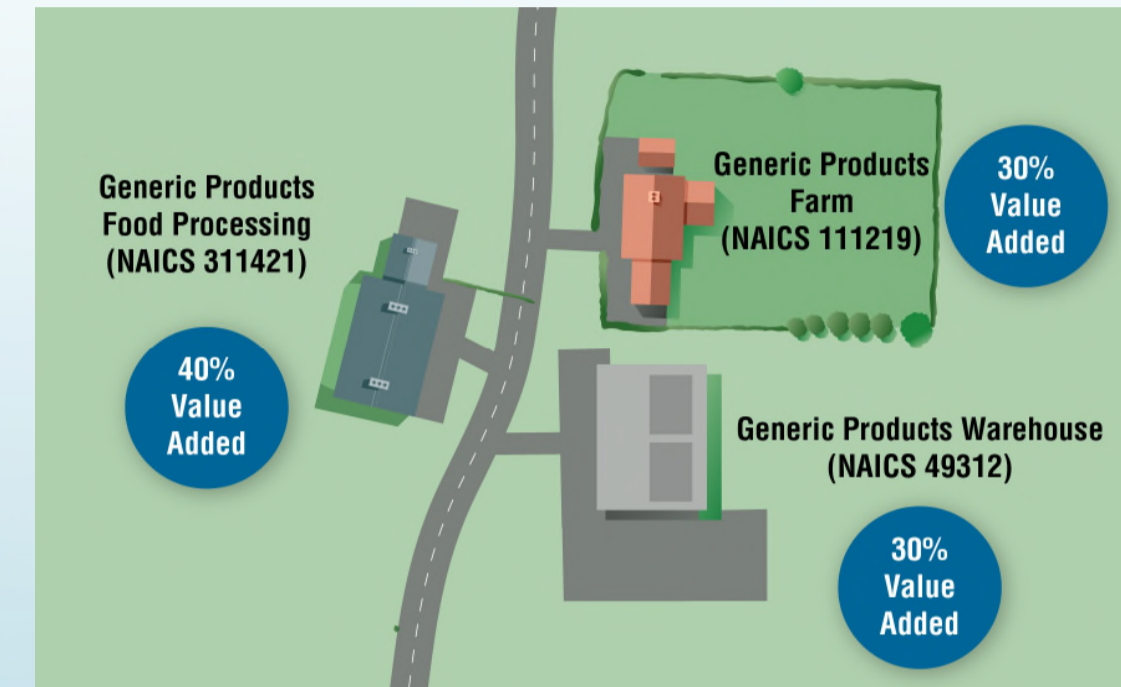 Generic Products
Food Processing
(NAICS 311421)
40%
Value
Added
Generic Products
Farm
(NAICS 111219)
30%
Value
Added
Generic Products Warehouse
(NAICS 49312)
30%
Value
Added